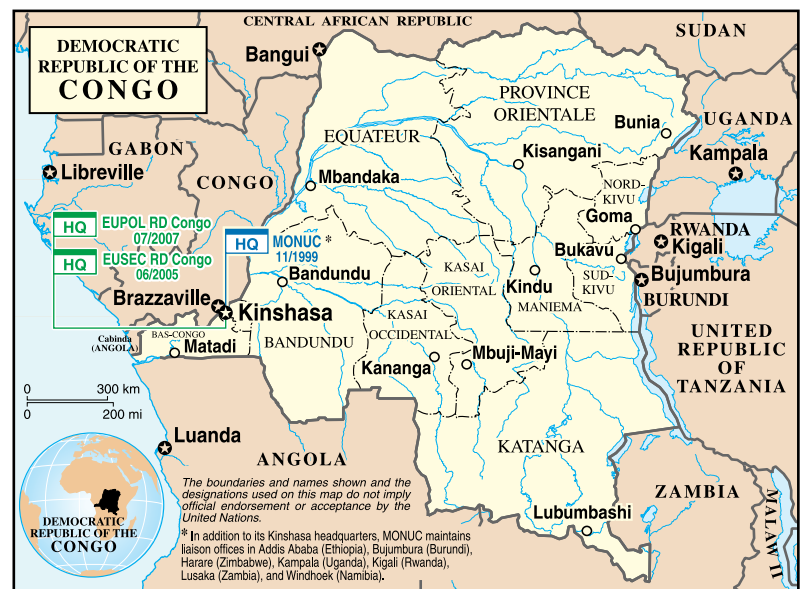 CENTRAL AFRICAN REPUBLIC
SUDAN
DEMOCRATIC
REPUBLIC OF THE
CONGO
Bangui
PROVINCE
ORIENTALE
UGANDA
Bunia
EQUATEUR
GABON
Kisangani
Kampala
Libreville
CONGO
Mbandaka
NORD-
KIVU
Goma
HQ
EUPOL RD Congo
07/2007
HQ
MONUC *
11/1999
RWANDA
Kigali
HQ
EUSEC RD Congo
06/2005
Bukavu
KASAI
ORIENTAL
Bandundu
Kindu
SUD-
KIVU
Bujumbura
BURUNDI
MANIEMA
Brazzaville
Kinshasa
KASAI
OCCIDENTAL
BAS-CONGO
Cabinda
(ANGOLA)
Matadi
BANDUNDU
Mbuji-Mayi
Kananga
UNITED
REPUBLIC
OF
TANZANIA
0 300 km
0 200 mi
Luanda
ANGOLA
KATANGA
ZAMBIA
MALAW II
Lubumbashi
DEMOCRATIC
REPUBLIC OF THE
CONGO
The boundaries and names shown and the
designations used on this map do not imply
official endorsement or acceptance by the
United Nations.
* In addition to its Kinshasa headquarters, MONUC maintains
liaison offices in Addis Ababa (Ethiopia), Bujumbura (Burundi),
Harare (Zimbabwe), Kampala (Uganda), Kigali (Rwanda),
Lusaka (Zambia), and Windhoek (Namibia).